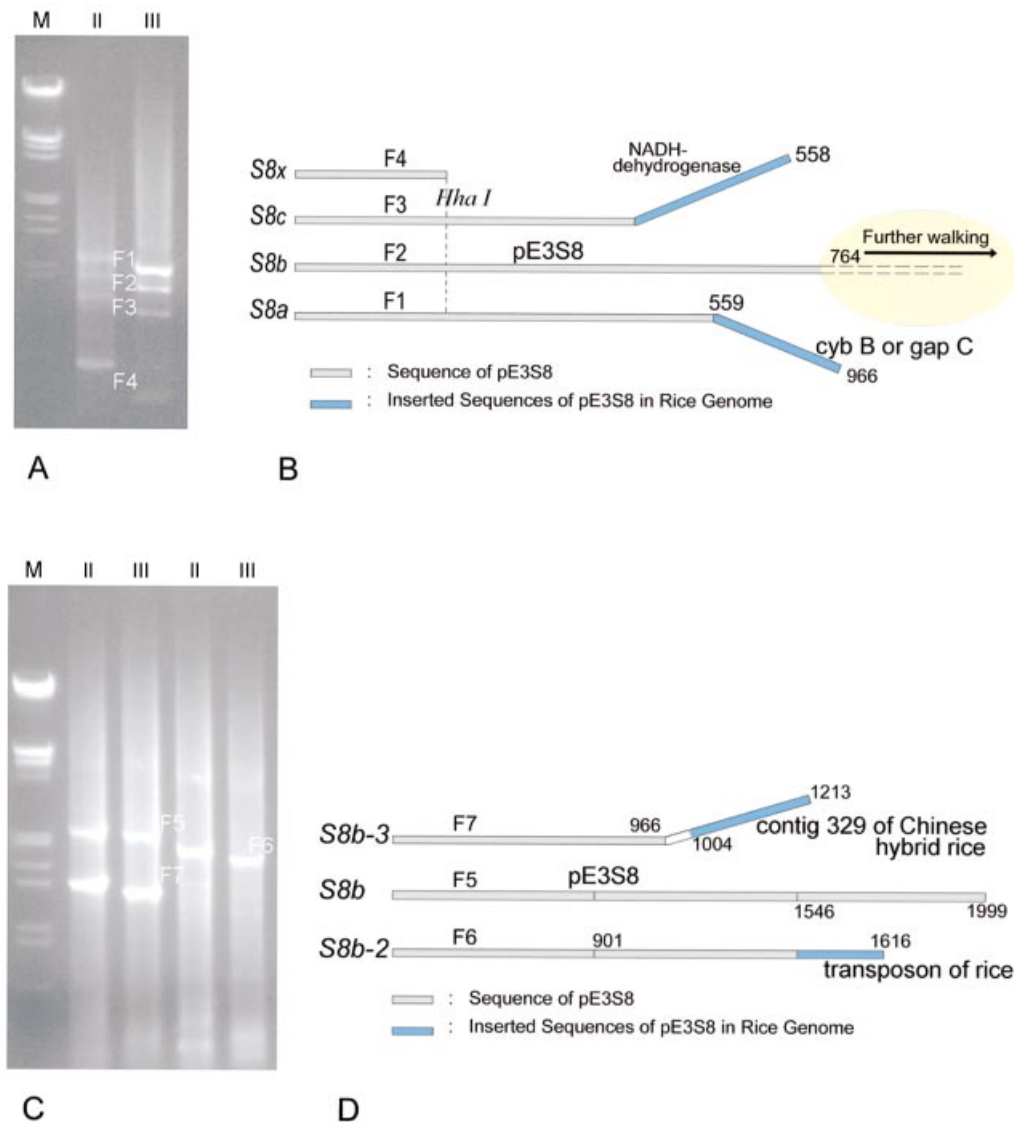 M II III
F1
F2
F3
F4
A
S8x F4
Hha I
NADH-
dehydrogenase
558
S8c F3
S8b F2 pE3S8
764
Further walking
S8a F1
559
cyb B or gap C
966
: Sequence of pE3S8
: Inserted Sequences of pE3S8 in Rice Genome
B
M II III II III
F5
F6
F7
C
S8b-3 F7 966
1213
1004
contig 329 of Chinese
hybrid rice
S8b F5 pE3S8
1546 1999
S8b-2 F6 901 1616
transposon of rice
: Sequence of pE3S8
: Inserted Sequences of pE3S8 in Rice Genome
D